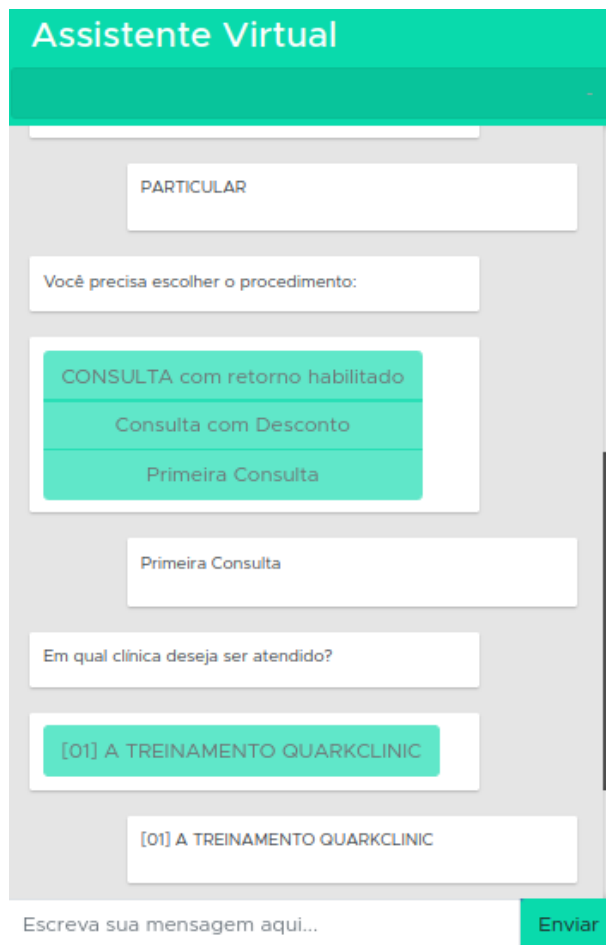 Assistente Virtual
-
PARTICULAR
Você precisa escolher o procedimento:
CONSULTA com retorno habilitado
Consulta com Desconto
Primeira Consulta
Primeira Consulta
Em qual clínica deseja ser atendido?
[01] A TREINAMENTO QUARKCLINIC
[01] A TREINAMENTO QUARKCLINIC
Escreva sua mensagem aqui... Enviar